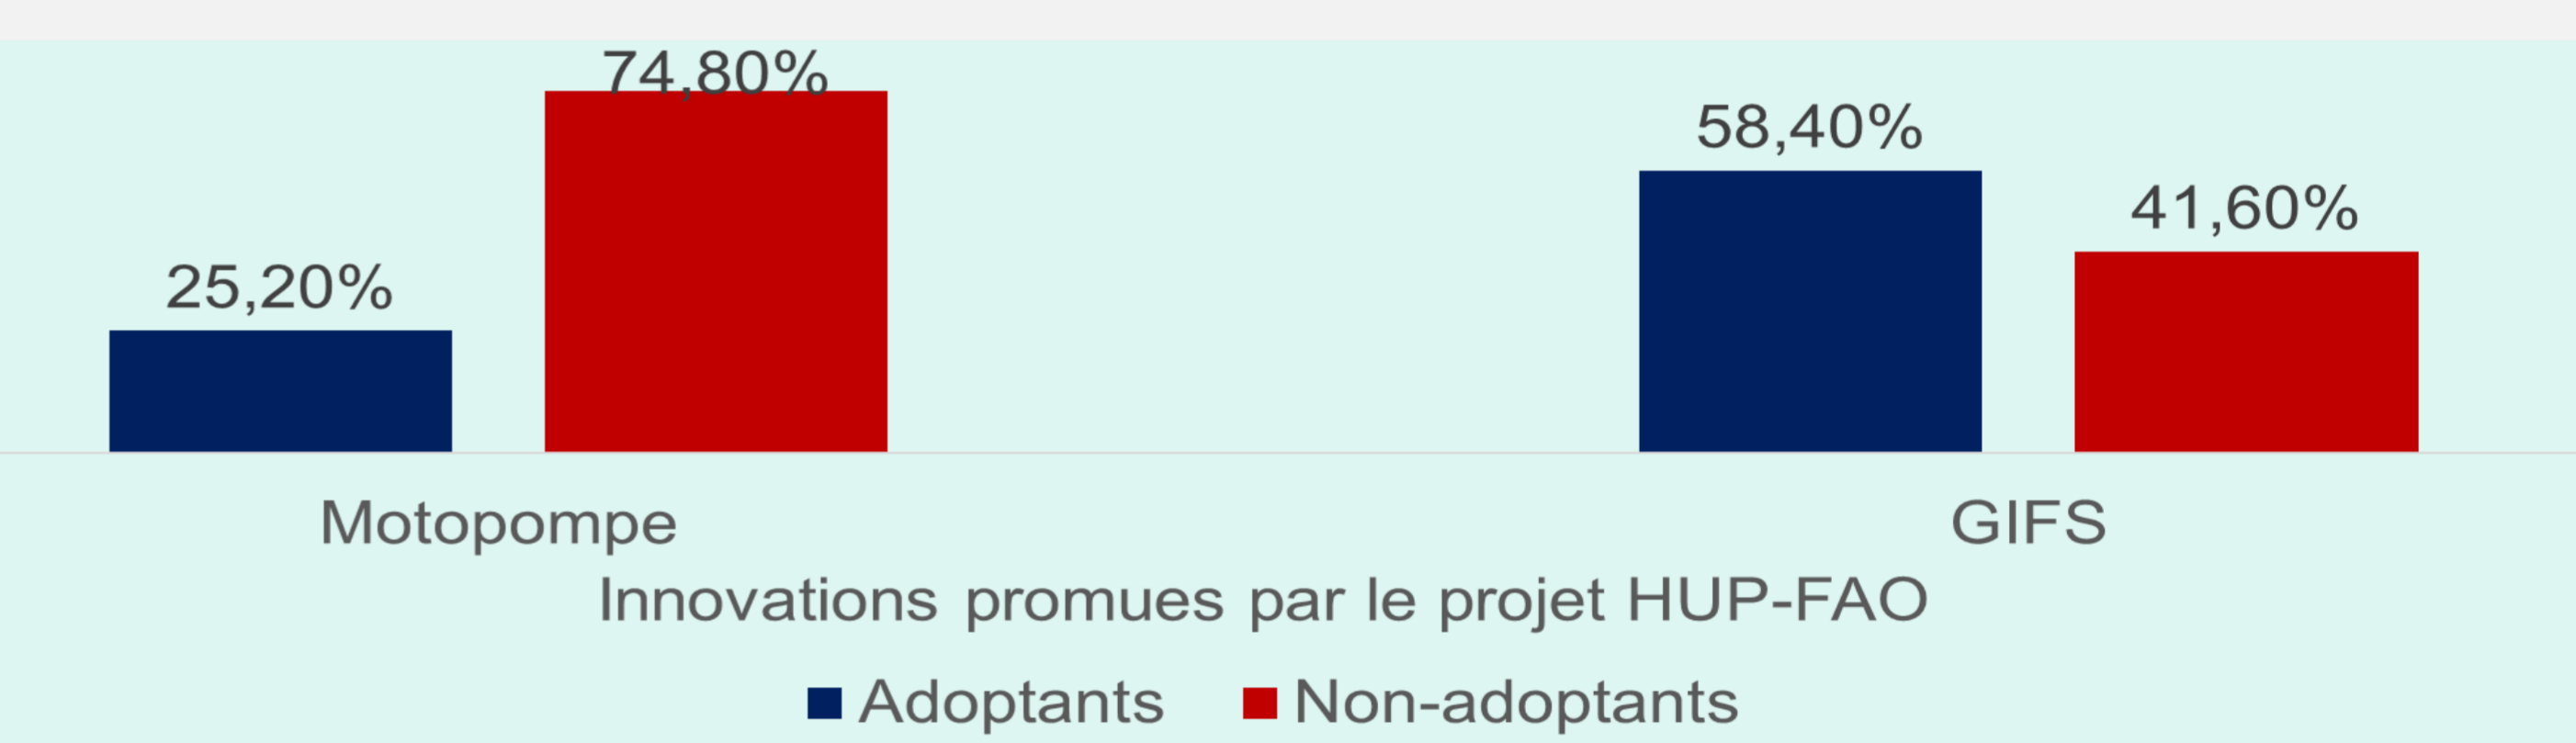 74,80%
58,40%
41,60%
25,20%
Motopompe GIFS
Innovations promues par le projet HUP-FAO
Adoptants Non-adoptants